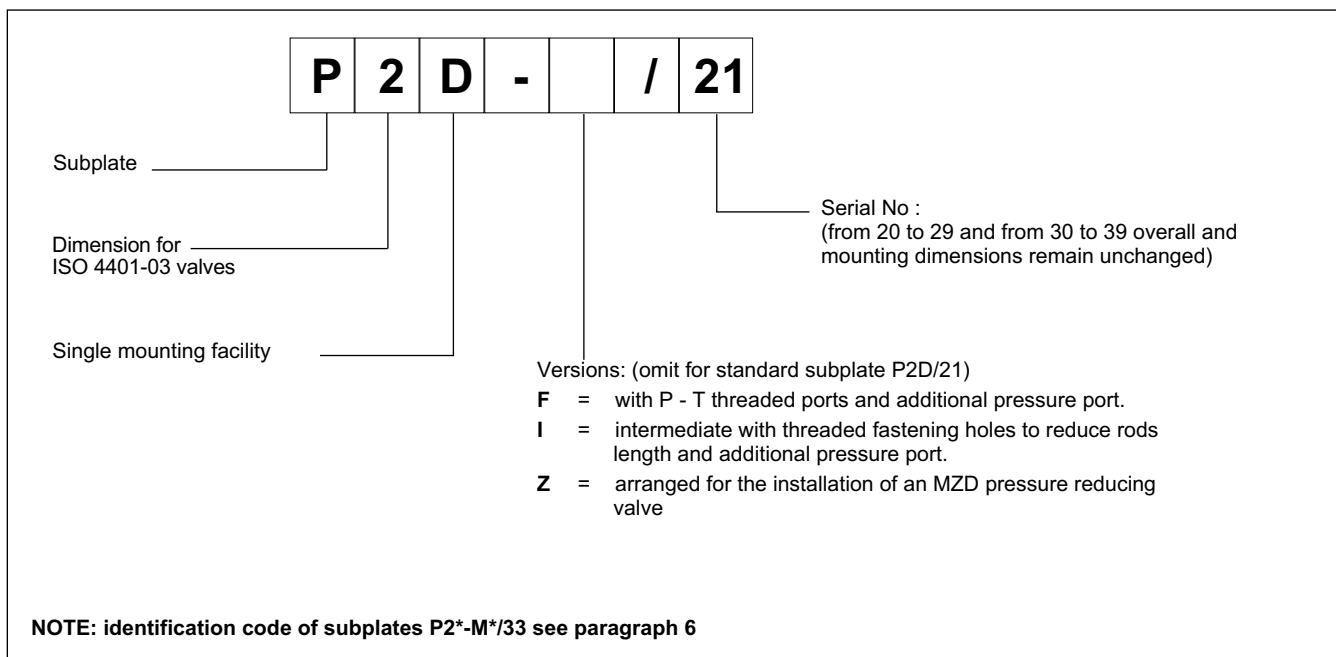 P 2 D - / 21
Subplate
Serial No :
(from 20 to 29 and from 30 to 39 overall and
mounting dimensions remain unchanged)
Dimension for
ISO 4401-03 valves
Single mounting facility
Versions: (omit for standard subplate P2D/21)
F = with P - T threaded ports and additional pressure port.
I = intermediate with threaded fastening holes to reduce rods
length and additional pressure port.
Z = arranged for the installation of an MZD pressure reducing
valve
NOTE: identification code of subplates P2*-M*/33 see paragraph 6